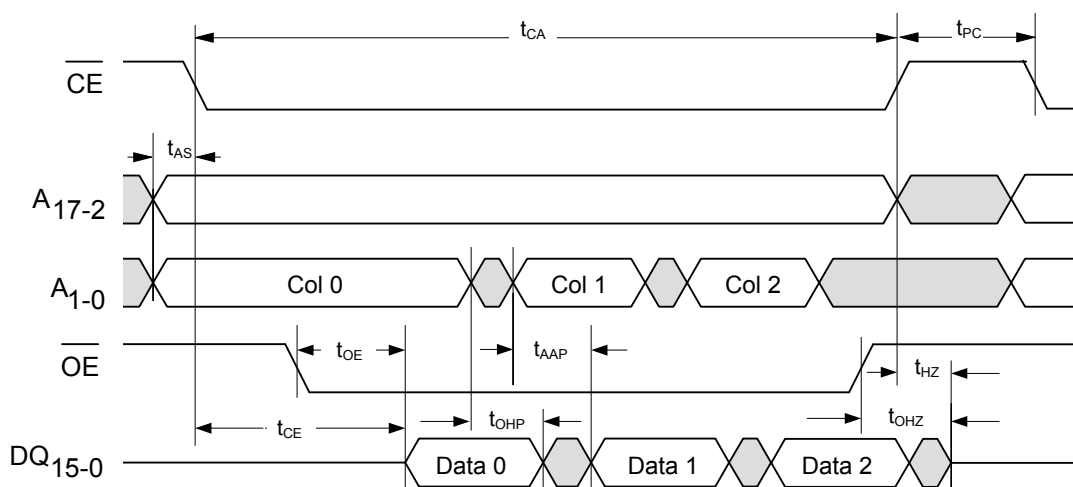 tCA
tPC
CE
tAS
A17-2
A1-0
Col 0
Col 1
Col 2
OE
tOE
tAAP
tHZ
tCE
tOHP
tOHZ
DQ15-0
Data 0
Data 1
Data 2